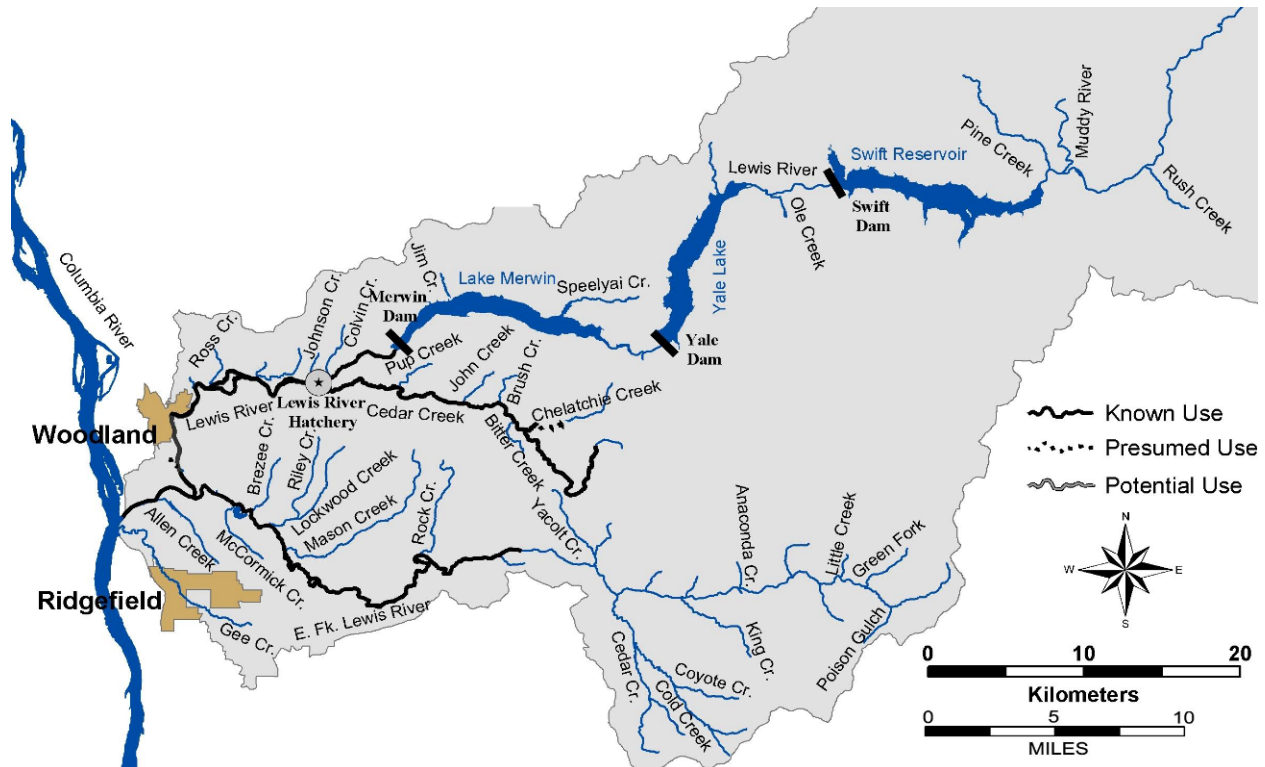 Columbia River
Ross Cr.
Johnson Cr.
Colvin Cr.
Jim Cr.
Merwin
Dam
Lake Merwin
Speelyai Cr.
Yale Lake
Yale
Dam
Lewis River
Ole Creek
Swift Reservoir
Swift
Dam
Pine Creek
Muddy River
Rush Creek
Pup Creek
John Creek
Brush Cr.
Chelatchie Creek
Bitter Creek
Cedar Creek
Lewis River
Hatchery
Lewis River
Woodland
Brezee Cr.
Riley Cr.
Lockwood Creek
Mason Creek
Rock Cr.
Allen Creek
McCormick Cr.
Ridgefield
Gee Cr.
E. Fk. Lewis River
Yacolt Cr.
Anaconda Cr.
Little Creek
Green Fork
King Cr.
Poison Gulch
Cedar Cr.
Coyote Cr.
Cold Creek
Known Use
Presumed Use
Potential Use
N
W
E
S
0
10
20
Kilometers
0
5
10
MILES